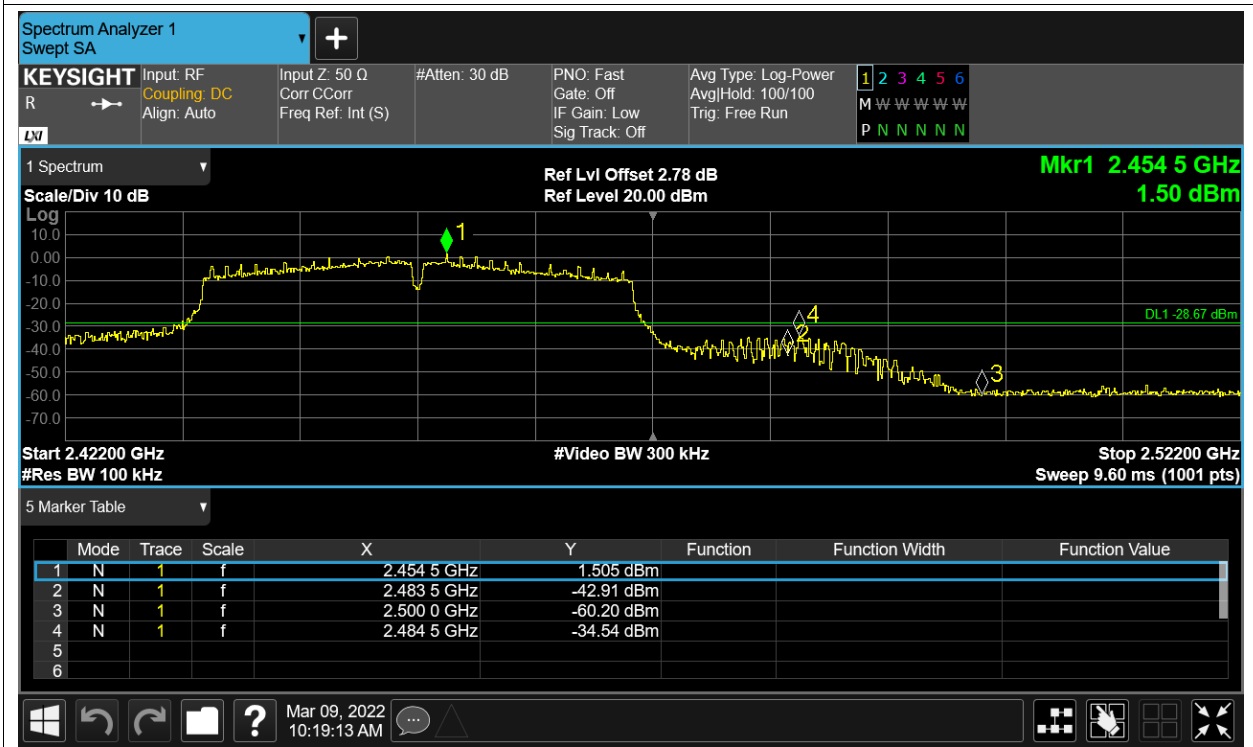 Spectrum Analyzer 1
Swept SA
+
KEYSIGHT Input: RF Input Z: 50 Ω #Atten: 30 dB PNO: Fast Avg Type: Log-Power 1 2 3 4 5 6
R Coupling: DC Corr CCorr Gate: Off Avg|Hold: 100/100 M W W W W W W
Align: Auto Freq Ref: Int (S) IF Gain: Low Trig: Free Run
LXI Sig Track: Off P N N N N N N
1 Spectrum Ref Lvl Offset 2.78 dB Mkr1 2.454 5 GHz
Scale/Div 10 dB Ref Level 20.00 dBm 1.50 dBm
Log
10.0
0.00
-10.0
-20.0
-30.0
-40.0
-50.0
-60.0
-70.0
1
4
2
3
DL1 -28.67 dBm
Start 2.42200 GHz #Video BW 300 kHz Stop 2.52200 GHz
#Res BW 100 kHz Sweep 9.60 ms (1001 pts)
5 Marker Table
Mode Trace Scale X Y Function Function Width Function Value
1 N 1 f 2.454 5 GHz 1.505 dBm
2 N 1 f 2.483 5 GHz -42.91 dBm
3 N 1 f 2.500 0 GHz -60.20 dBm
4 N 1 f 2.484 5 GHz -34.54 dBm
5
6
? Mar 09, 2022
10:19:13 AM